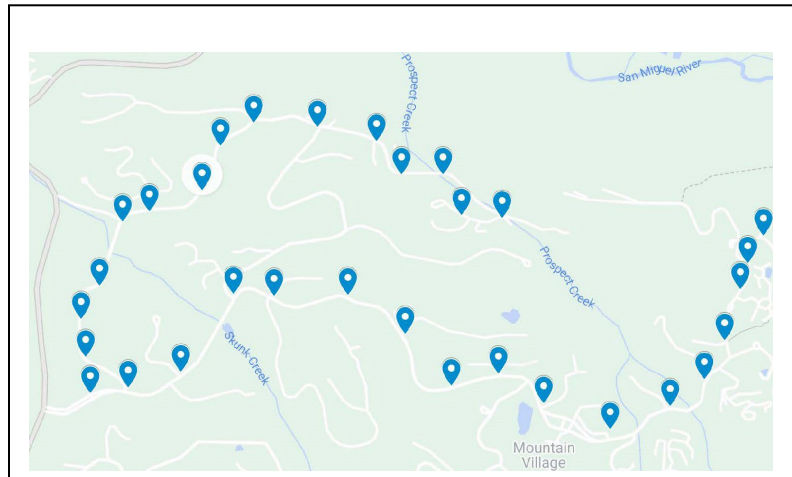 San Miguel River
Prospect Creek
Prospect Creek
Skunk Creek
Mountain
Village